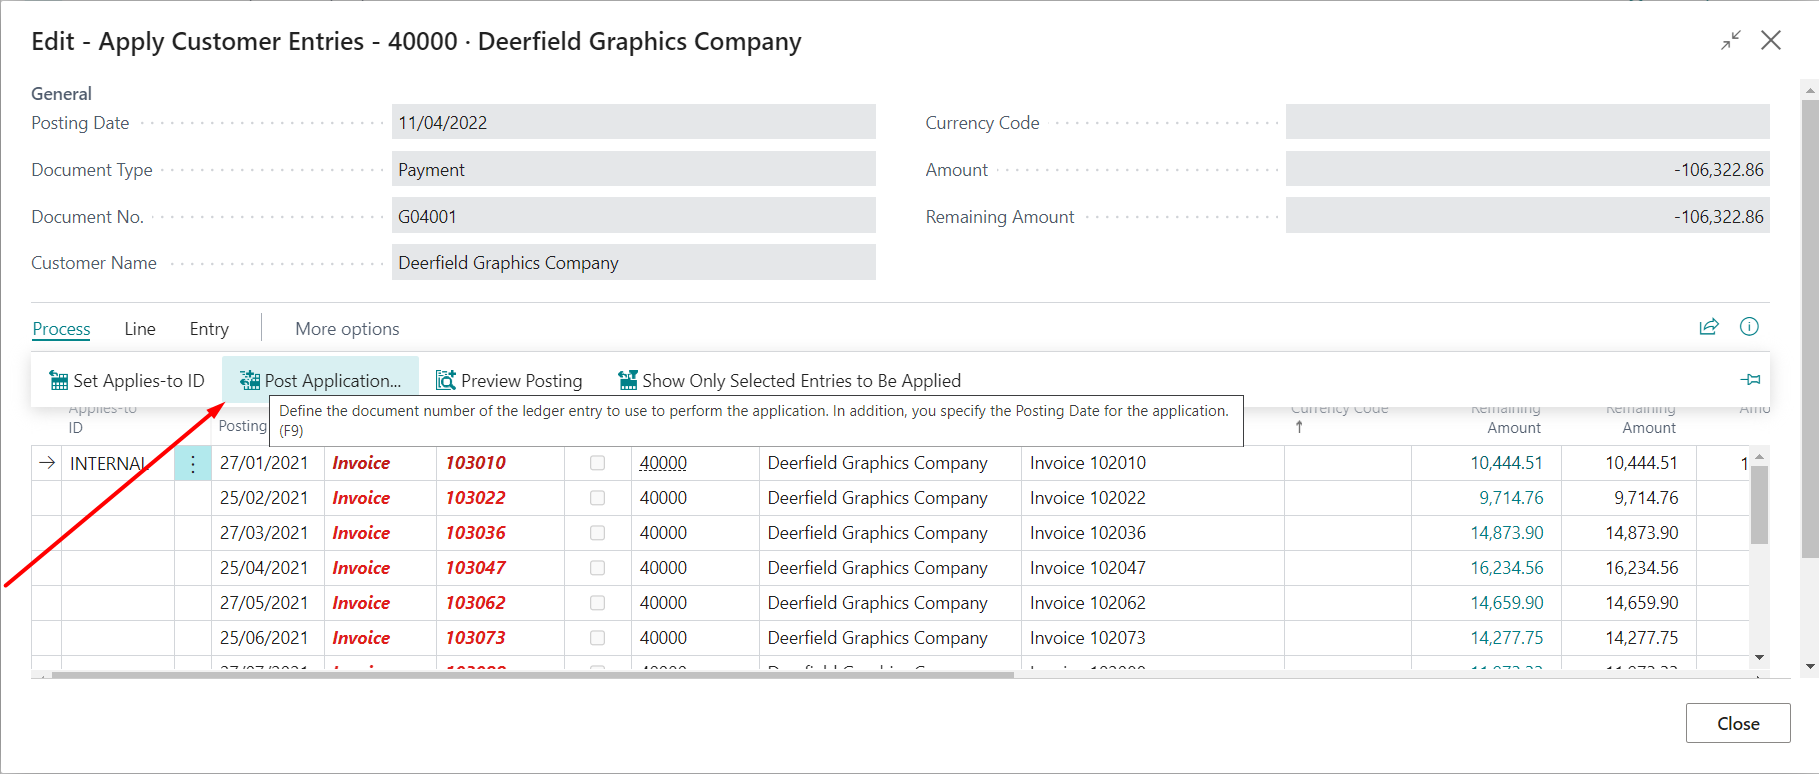 Edit - Apply Customer Entries - 40000 · Deerfield Graphics Company
General
Posting Date 11/04/2022 Currency Code
Document Type Payment Amount -106,322.86
Document No. G04001 Remaining Amount -106,322.86
Customer Name Deerfield Graphics Company
Process Line Entry More options
Set Applies-to ID Post Application... Preview Posting Show Only Selected Entries to Be Applied
Define the document number of the ledger entry to use to perform the application. In addition, you specify the Posting Date for the application.
(F9)
Applies-to ID Posting Currency Code ↑ Remaining Amount Remaining Amount Amo
→ INTERNAL ⋮ 27/01/2021 Invoice 103010 40000 Deerfield Graphics Company Invoice 102010 10,444.51 10,444.51 1
25/02/2021 Invoice 103022 40000 Deerfield Graphics Company Invoice 102022 9,714.76 9,714.76
27/03/2021 Invoice 103036 40000 Deerfield Graphics Company Invoice 102036 14,873.90 14,873.90
25/04/2021 Invoice 103047 40000 Deerfield Graphics Company Invoice 102047 16,234.56 16,234.56
27/05/2021 Invoice 103062 40000 Deerfield Graphics Company Invoice 102062 14,659.90 14,659.90
25/06/2021 Invoice 103073 40000 Deerfield Graphics Company Invoice 102073 14,277.75 14,277.75
Close